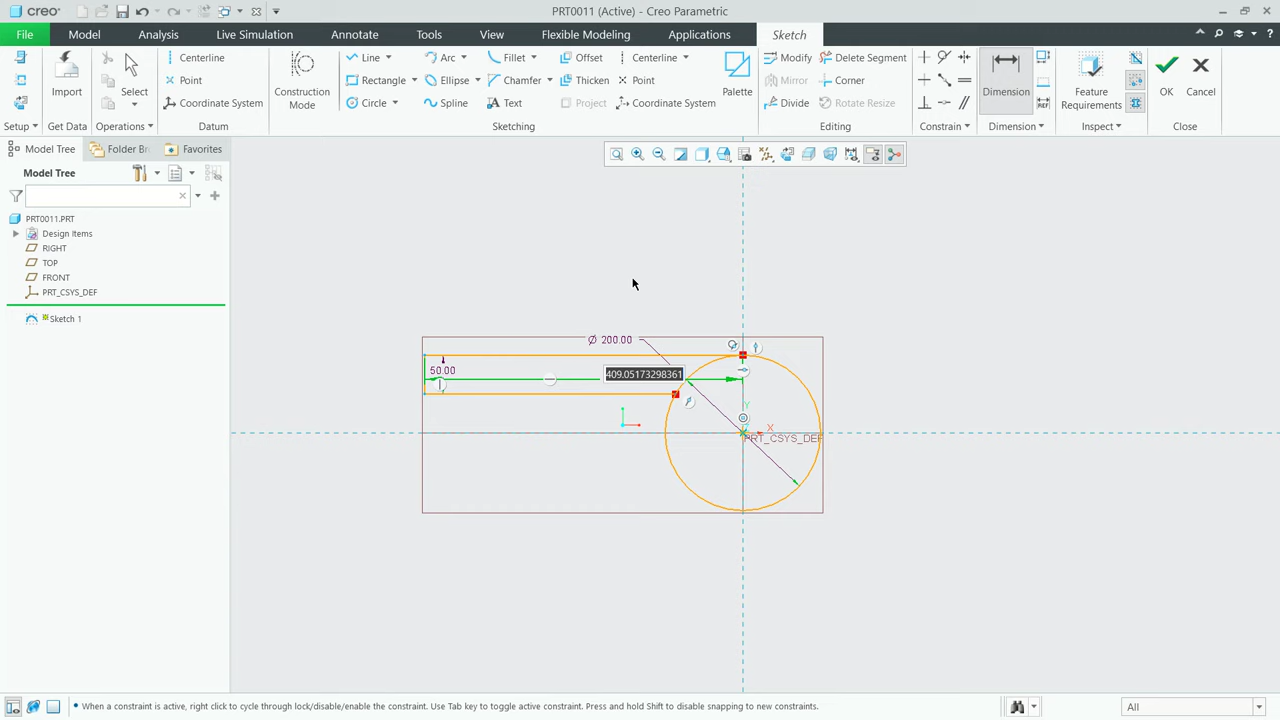 creo°
PRT0011 (Active) - Creo Parametric
File
Model
Analysis
Live Simulation
Annotate
Tools
View
Flexible Modeling
Applications
Sketch
Import
Select
Centerline
Point
Coordinate System
Construction
Mode
Line
Rectangle
Circle
Arc
Ellipse
Spline
Fillet
Chamfer
Text
Offset
Thicken
Project
Centerline
Point
Coordinate System
Palette
Modify
Mirror
Divide
Delete Segment
Corner
Rotate Resize
Dimension
REF
Feature
Requirements
OK
Cancel
Setup
Get Data
Operations
Datum
Sketching
Editing
Constrain
Dimension
Inspect
Close
Model Tree
Folder Br
Favorites
Model Tree
PRT0011.PRT
Design Items
RIGHT
TOP
FRONT
PRT_CSYS_DEF
Sketch 1
Ø 200.00
50.00
409.05173298361
Y
X
PRT_CSYS_DEF
When a constraint is active, right click to cycle through lock/disable/enable the constraint. Use Tab key to toggle active constraint. Press and hold Shift to disable snapping to new constraints.
All